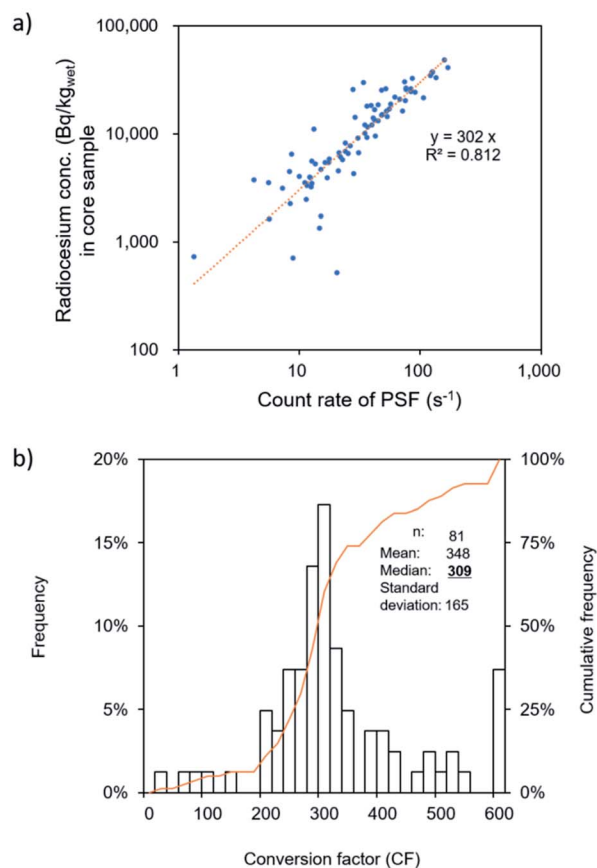 a)
100,000
10,000
1,000
100
Radiocesium conc. (Bq/kgwet)
in core sample
y = 302 x
R² = 0.812
1
10
100
1,000
Count rate of PSF (s-1)
b)
20%
15%
10%
5%
0%
Frequency
100%
75%
50%
25%
0%
Cumulative frequency
n: 81
Mean: 348
Median: 309
Standard
deviation: 165
0
100
200
300
400
500
600
Conversion factor (CF)